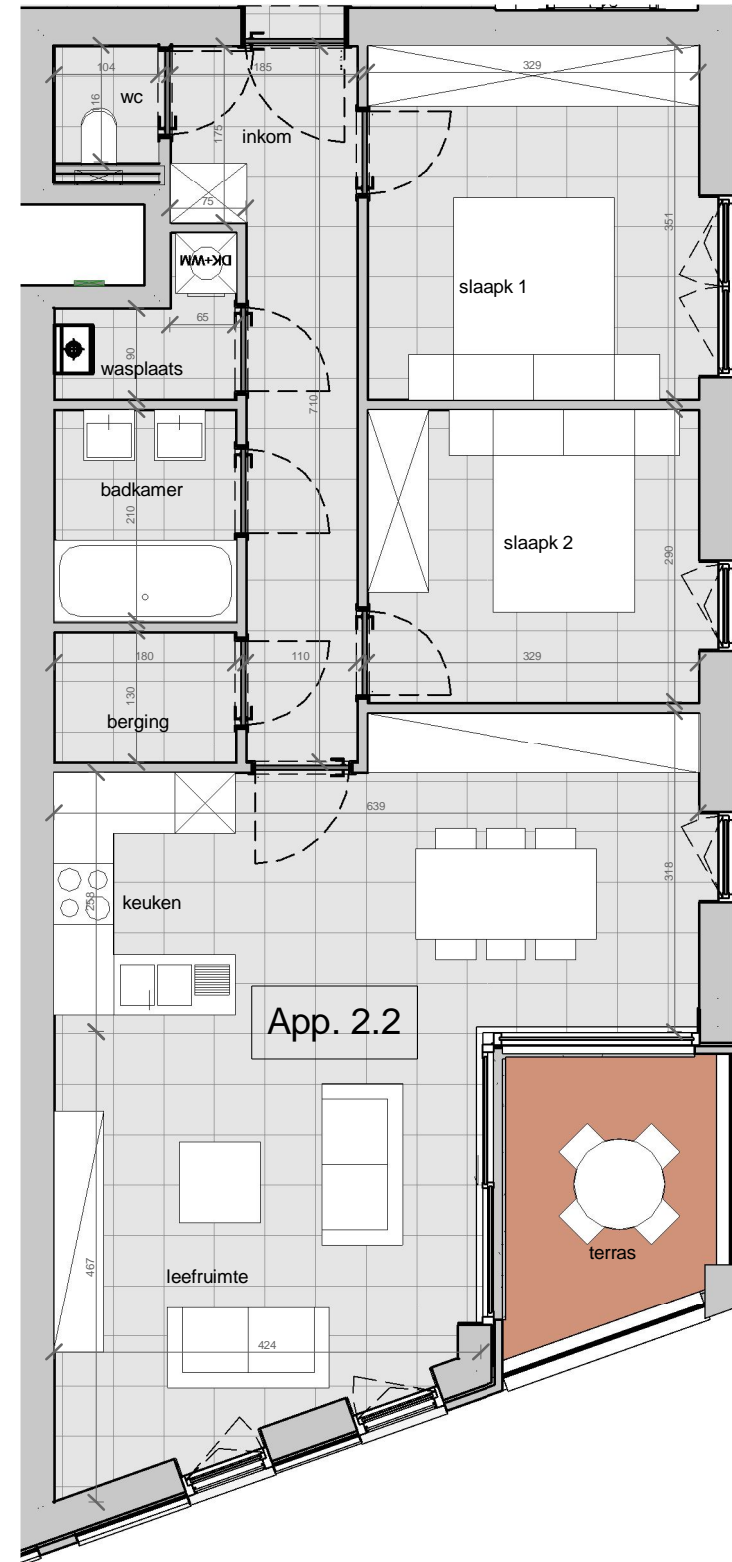 104
185
329
116
wc
inkom
175
75
351
DK+WM
slaapk 1
65
90
wasplaats
710
badkamer
210
slaapk 2
290
180
110
329
130
berging
639
318
258
keuken
App. 2.2
terras
467
leefruimte
424